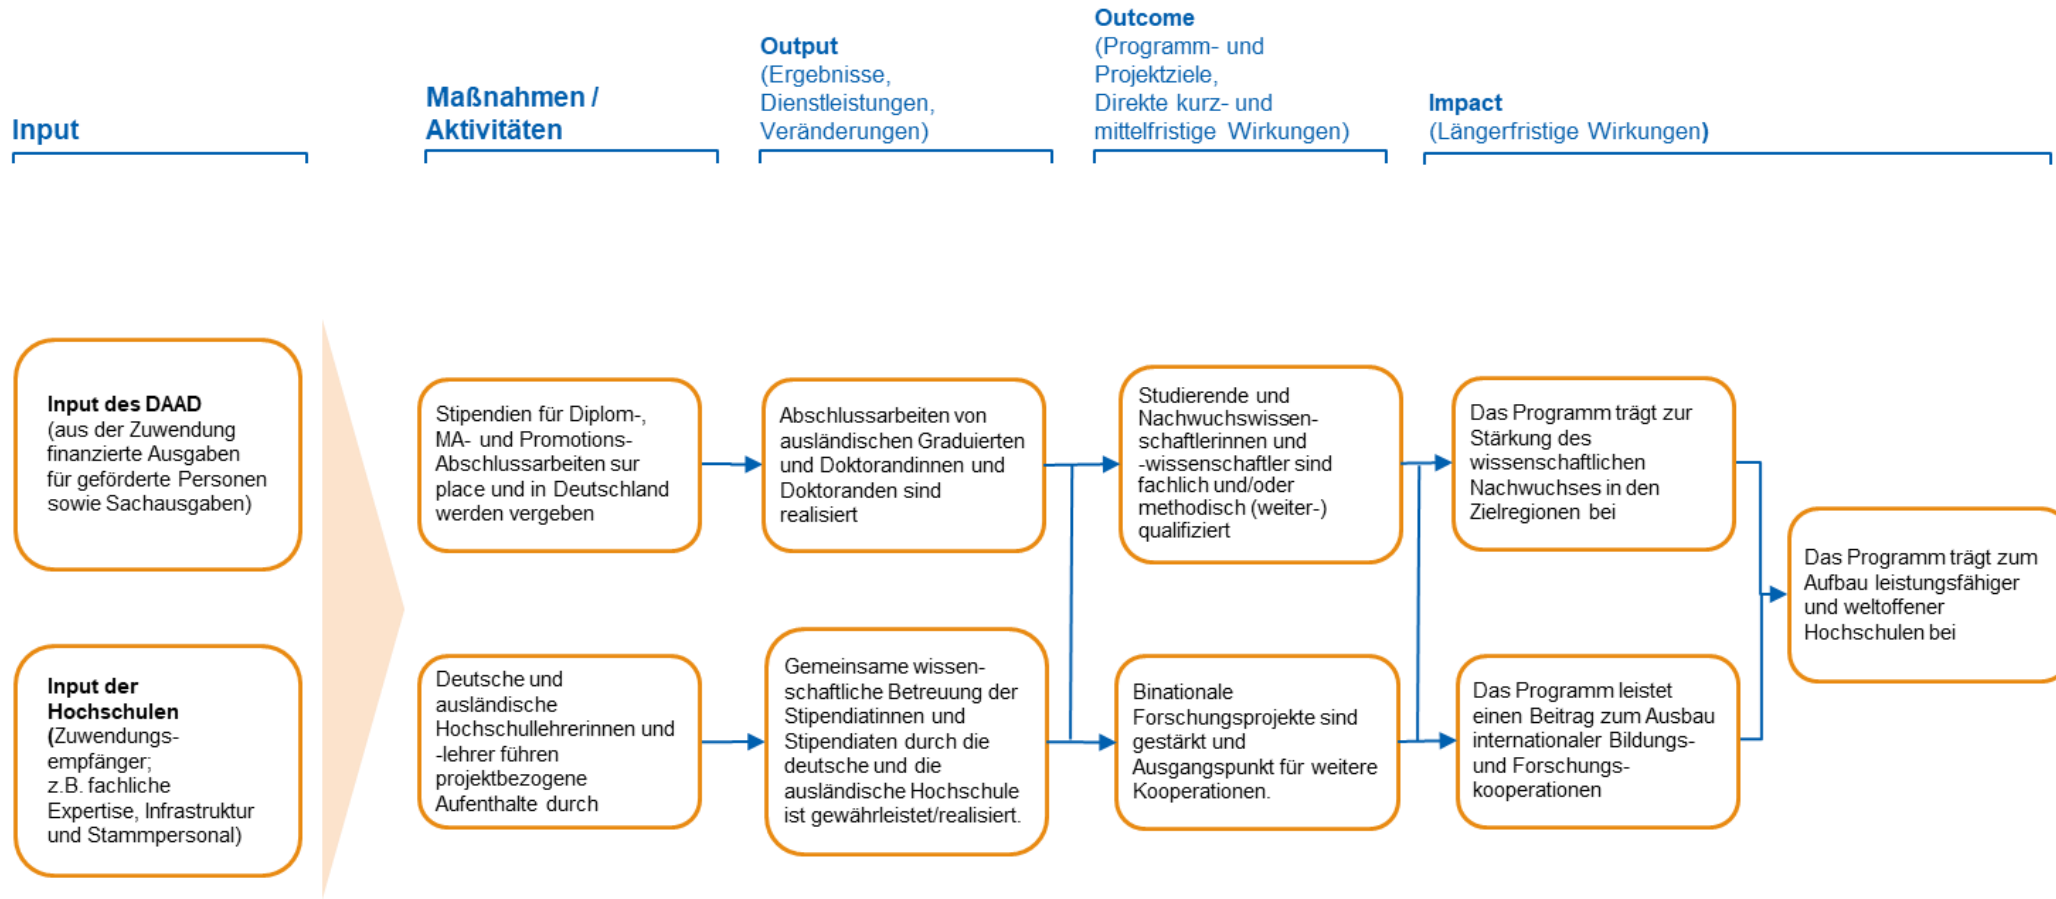 Input
Maßnahmen /
Aktivitäten
Output
(Ergebnisse,
Dienstleistungen,
Veränderungen)
Outcome
(Programm- und
Projektziele,
Direkte kurz- und
mittelfristige Wirkungen)
Impact
(Längerfristige Wirkungen)
Input des DAAD
(aus der Zuwendung
finanzierte Ausgaben
für geförderte Personen
sowie Sachausgaben)
Input der
Hochschulen
(Zuwendungs-
empfänger;
z.B. fachliche
Expertise, Infrastruktur
und Stammpersonal)
Stipendien für Diplom-,
MA- und Promotions-
Abschlussarbeiten sur
place und in Deutschland
werden vergeben
Deutsche und
ausländische
Hochschullehrerinnen und
-lehrer führen
projektbezogene
Aufenthalte durch
Abschlussarbeiten von
ausländischen Graduierten
und Doktorandinnen und
Doktoranden sind
realisiert
Gemeinsame wissen-
schaftliche Betreuung der
Stipendiatinnen und
Stipendiaten durch die
deutsche und die
ausländische Hochschule
ist gewährleistet/realisiert.
Studierende und
Nachwuchswissen-
schaftlerinnen und
-wissenschaftler sind
fachlich und/oder
methodisch (weiter-)
qualifiziert
Binationale
Forschungsprojekte sind
gestärkt und
Ausgangspunkt für weitere
Kooperationen.
Das Programm trägt zur
Stärkung des
wissenschaftlichen
Nachwuchses in den
Zielregionen bei
Das Programm leistet
einen Beitrag zum Ausbau
internationaler Bildungs-
und Forschungs-
kooperationen
Das Programm trägt zum
Aufbau leistungsfähiger
und weltoffener
Hochschulen bei